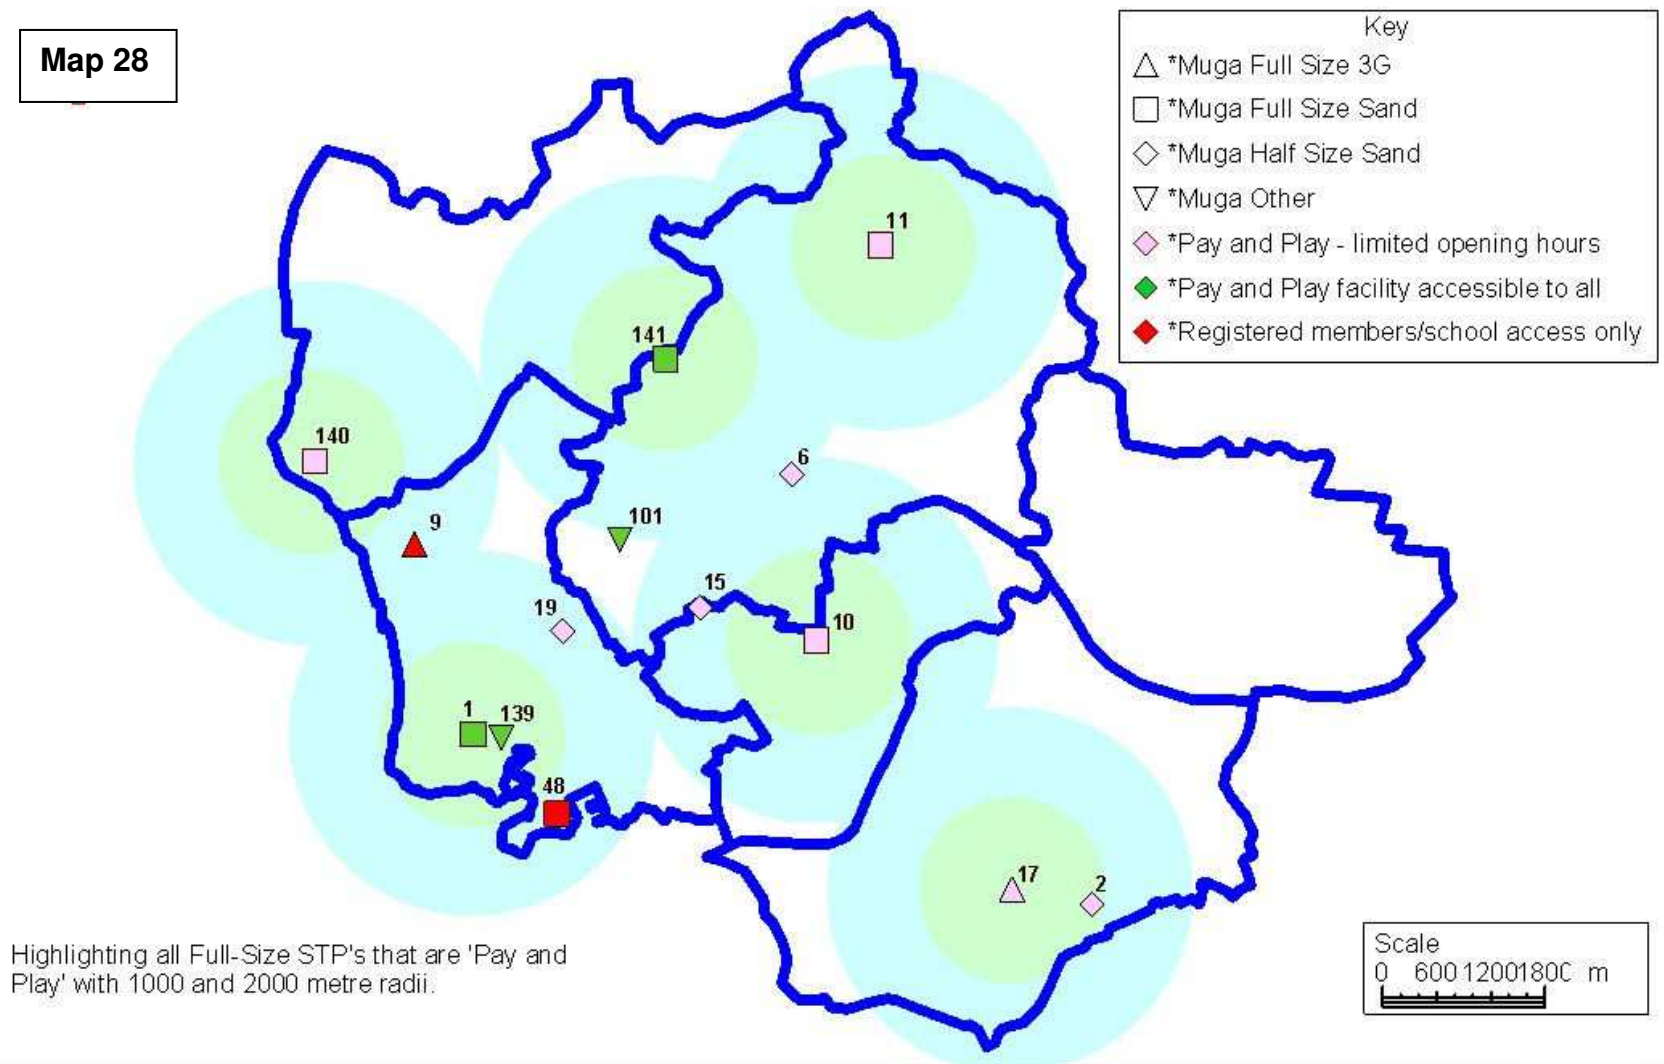 Map 28
Key
*Muga Full Size 3G
*Muga Full Size Sand
*Muga Half Size Sand
*Muga Other
*Pay and Play - limited opening hours
*Pay and Play facility accessible to all
*Registered members/school access only
11
141
140
6
9
101
15
19
10
1
139
48
17
2
Highlighting all Full-Size STP's that are 'Pay and
Play' with 1000 and 2000 metre radii.
Scale
0 600 1200 1800 m